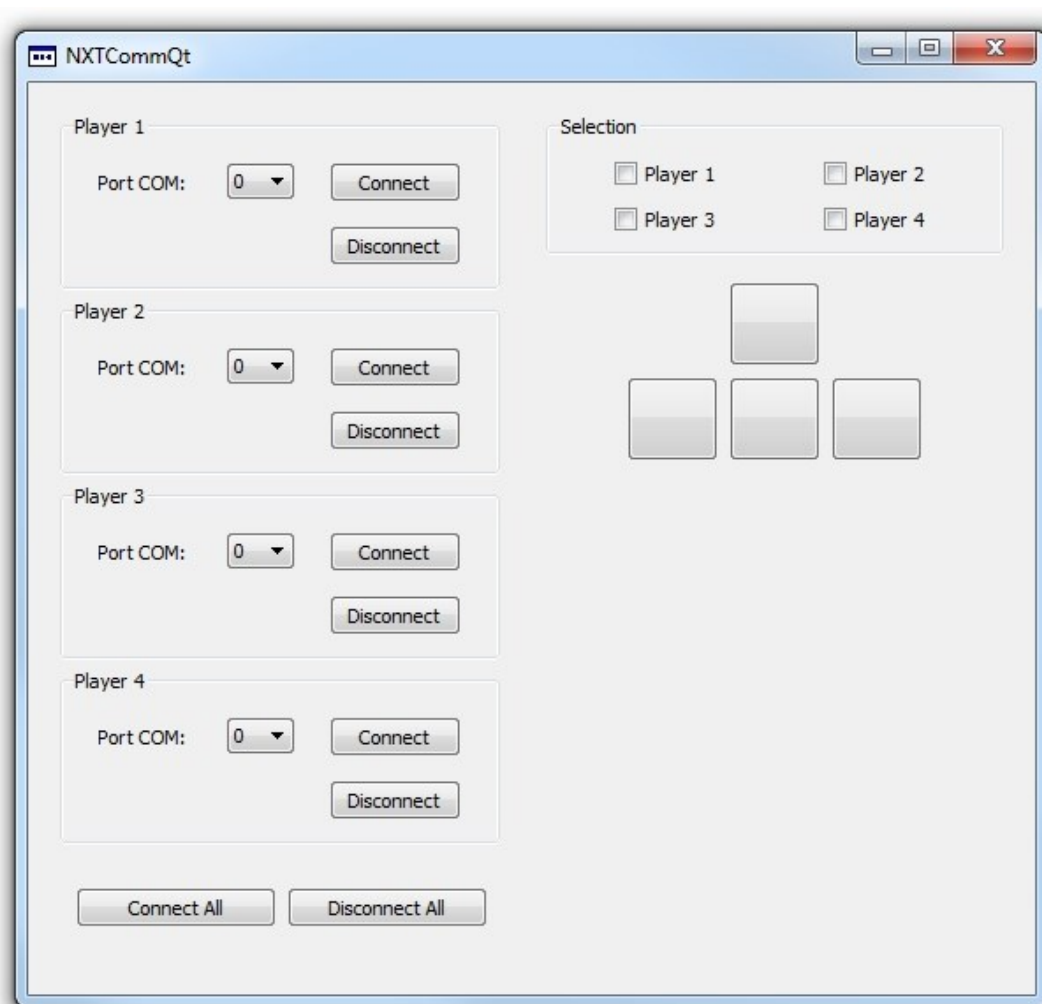 NXTCommQt
Player 1
Port COM: 0 Connect
Disconnect
Player 2
Port COM: 0 Connect
Disconnect
Player 3
Port COM: 0 Connect
Disconnect
Player 4
Port COM: 0 Connect
Disconnect
Connect All Disconnect All
Selection
Player 1 Player 2
Player 3 Player 4